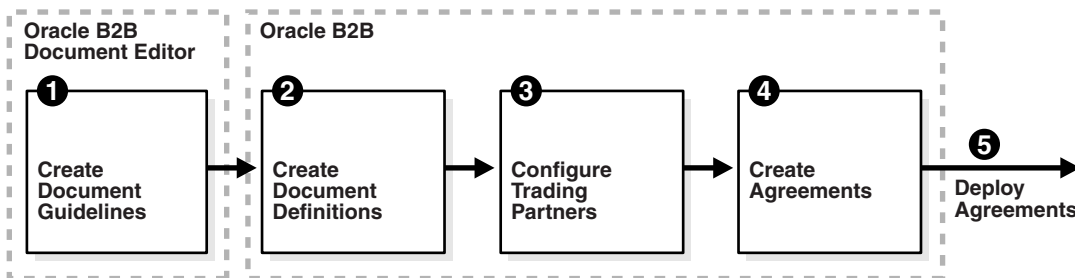 Oracle B2B
Document Editor
Oracle B2B
1
Create
Document
Guidelines
2
Create
Document
Definitions
3
Configure
Trading
Partners
4
Create
Agreements
5
Deploy
Agreements